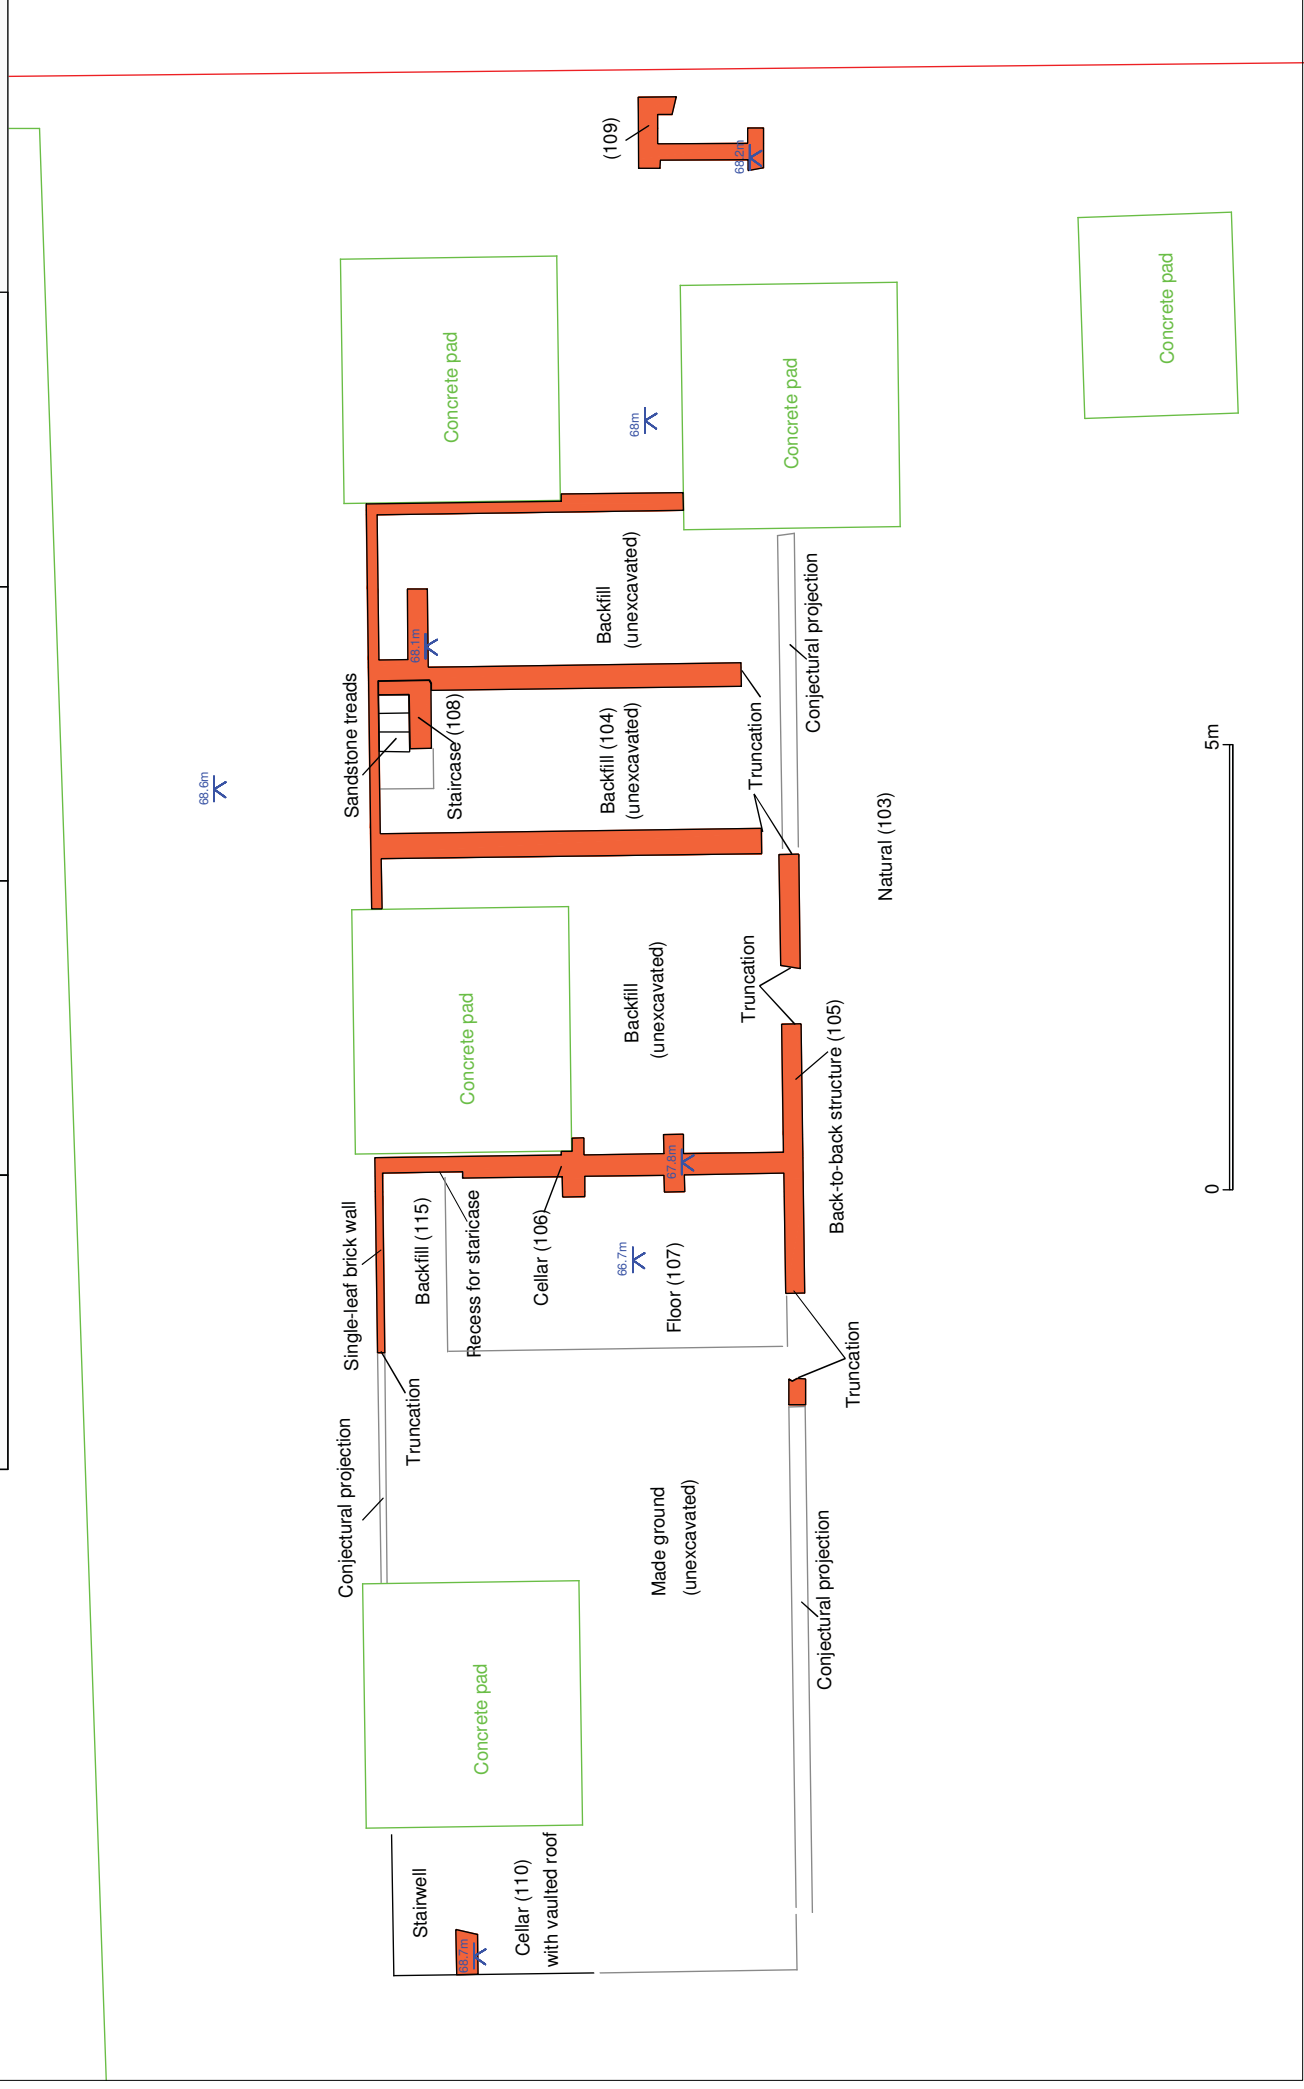 (109)
68.2m
Concrete pad
Concrete pad
Concrete pad
68m
Backfill
(unexcavated)
68.1m
Conjectural projection
Sandstone treads
Staircase (108)
Backfill (104)
(unexcavated)
Truncation
68.6m
Natural (103)
5m
Concrete pad
Backfill
(unexcavated)
Truncation
Back-to-back structure (105)
67.8m
0
Single-leaf brick wall
Backfill (115)
Recess for staricase
Cellar (106)
66.7m
Floor (107)
Truncation
Truncation
Conjectural projection
Made ground
(unexcavated)
Conjectural projection
Concrete pad
Stairwell
68.7m
Cellar (110)
with vaulted roof